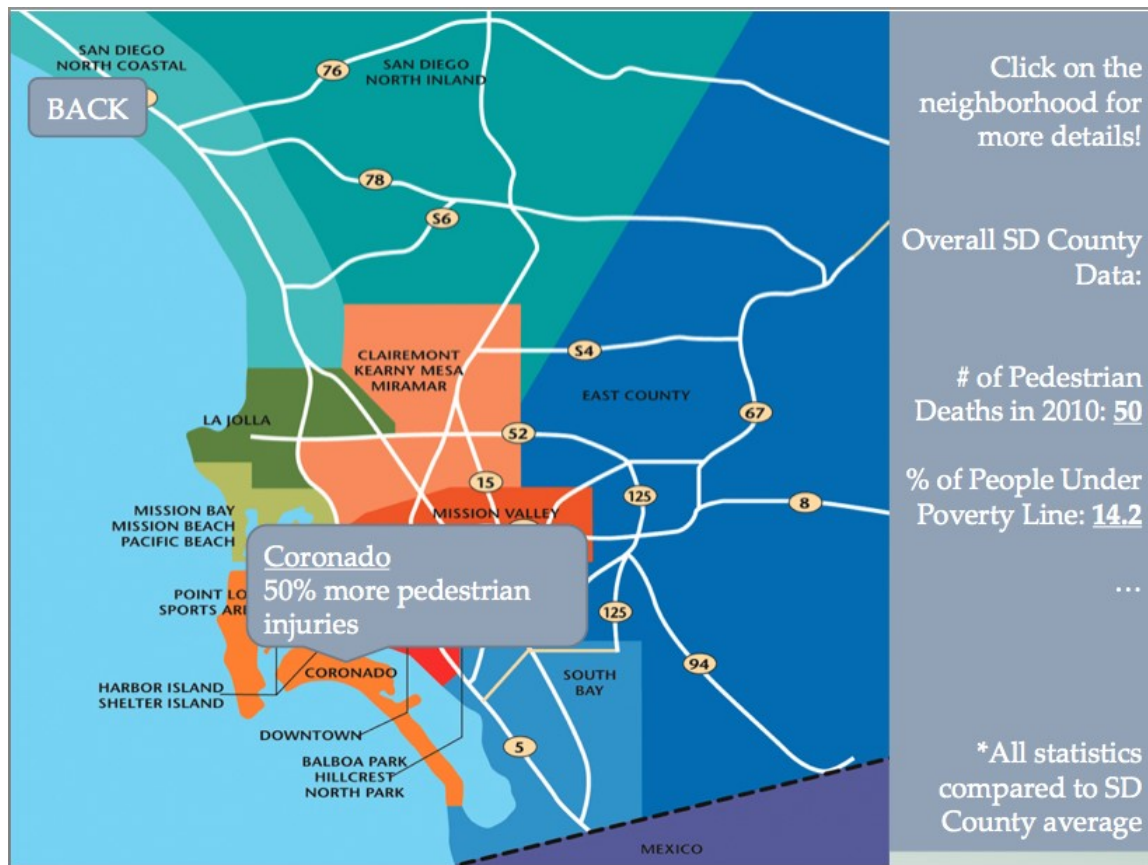 SAN DIEGO
NORTH COASTAL
76
SAN DIEGO
NORTH INLAND
BACK
78
S6
CLAIREMONT
KEARNY MESA
MIRAMAR
S4
EAST COUNTY
67
LA JOLLA
52
15
125
8
MISSION VALLEY
MISSION BAY
MISSION BEACH
PACIFIC BEACH
Coronado
50% more pedestrian
injuries
POINT
SPORTS
125
94
CORONADO
SOUTH
BAY
HARBOR ISLAND
SHELTER ISLAND
DOWNTOWN
5
BALBOA PARK
HILLCREST
NORTH PARK
MEXICO
Click on the
neighborhood for
more details!
Overall SD County
Data:
# of Pedestrian
Deaths in 2010: 50
% of People Under
Poverty Line: 14.2
...
*All statistics
compared to SD
County average